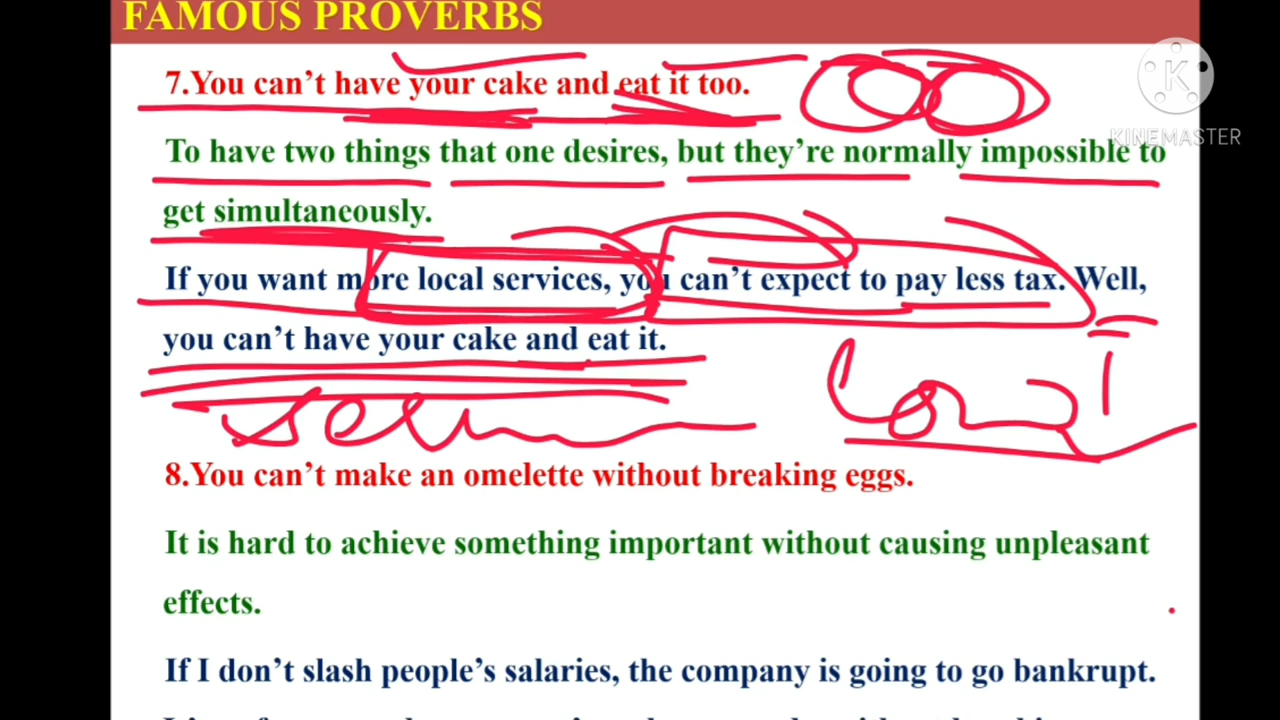 FAMOUS PROVERBS
7.You can't have your cake and eat it too.
K
KINEMASTER
To have two things that one desires, but they're normally impossible to
get simultaneously.
If you want more local services, you can't expect to pay less tax. Well,
you can't have your cake and eat it.
8.You can't make an omelette without breaking eggs.
It is hard to achieve something important without causing unpleasant
effects.
If I don't slash people's salaries, the company is going to go bankrupt.